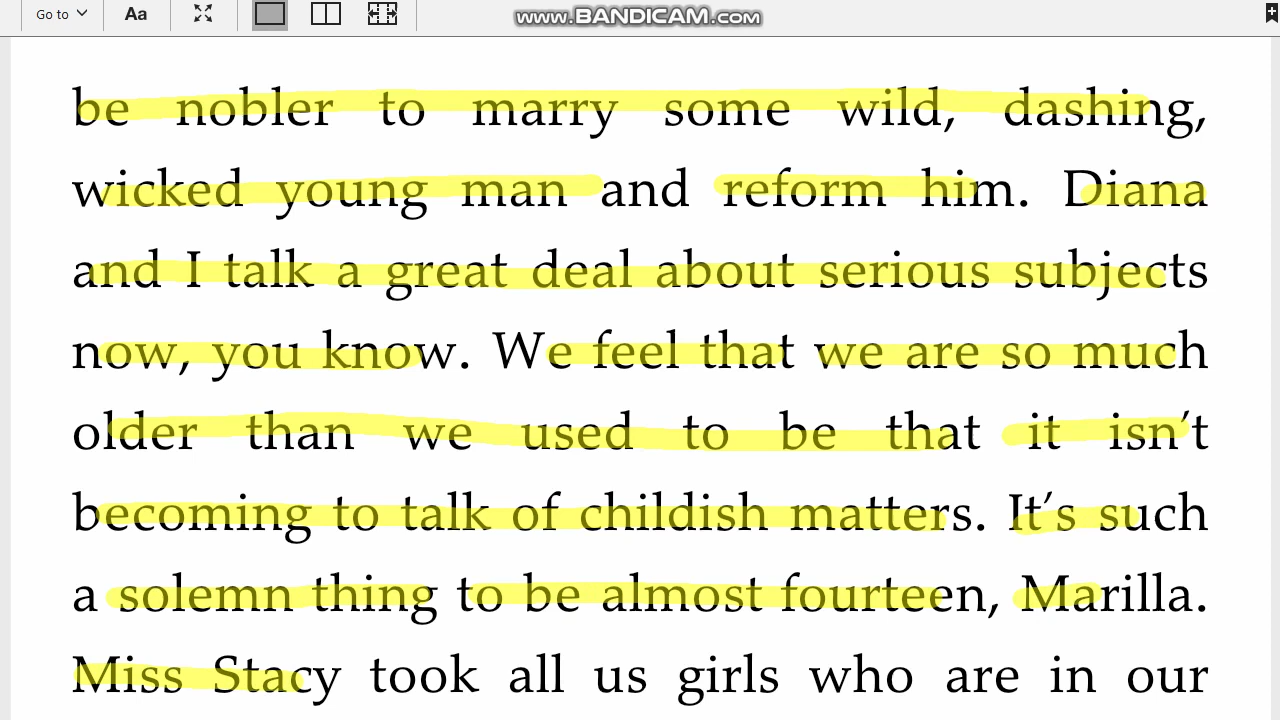 Go to Aa www.BANDICAM.com
be nobler to marry some wild, dashing,
wicked young man and reform him. Diana
and I talk a great deal about serious subjects
now, you know. We feel that we are so much
older than we used to be that it isn’t
becoming to talk of childish matters. It’s such
a solemn thing to be almost fourteen, Marilla.
Miss Stacy took all us girls who are in our